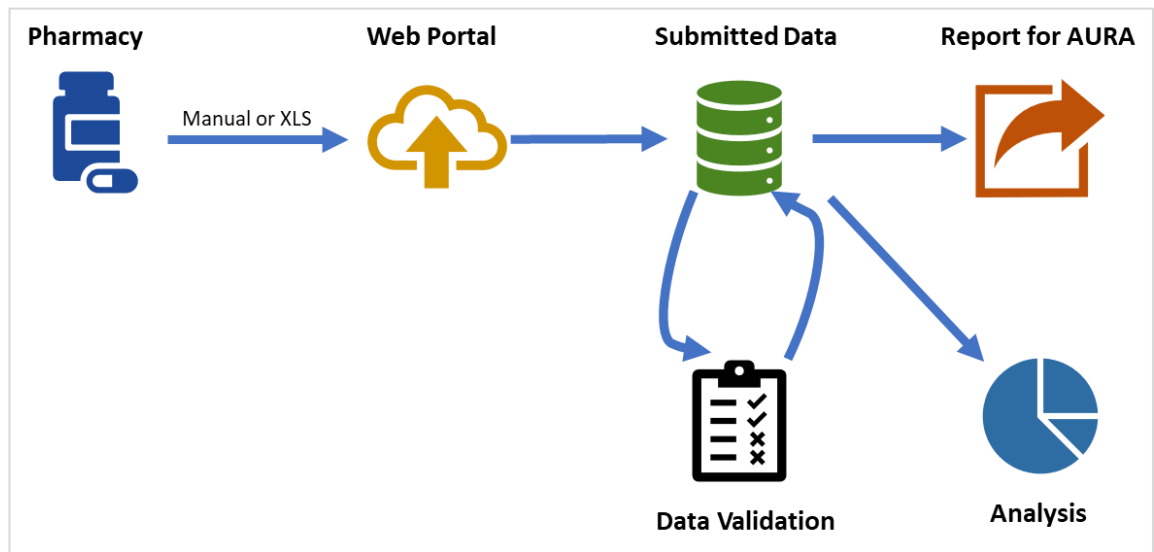 Pharmacy
Web Portal
Submitted Data
Report for AURA
Manual or XLS
Data Validation
Analysis